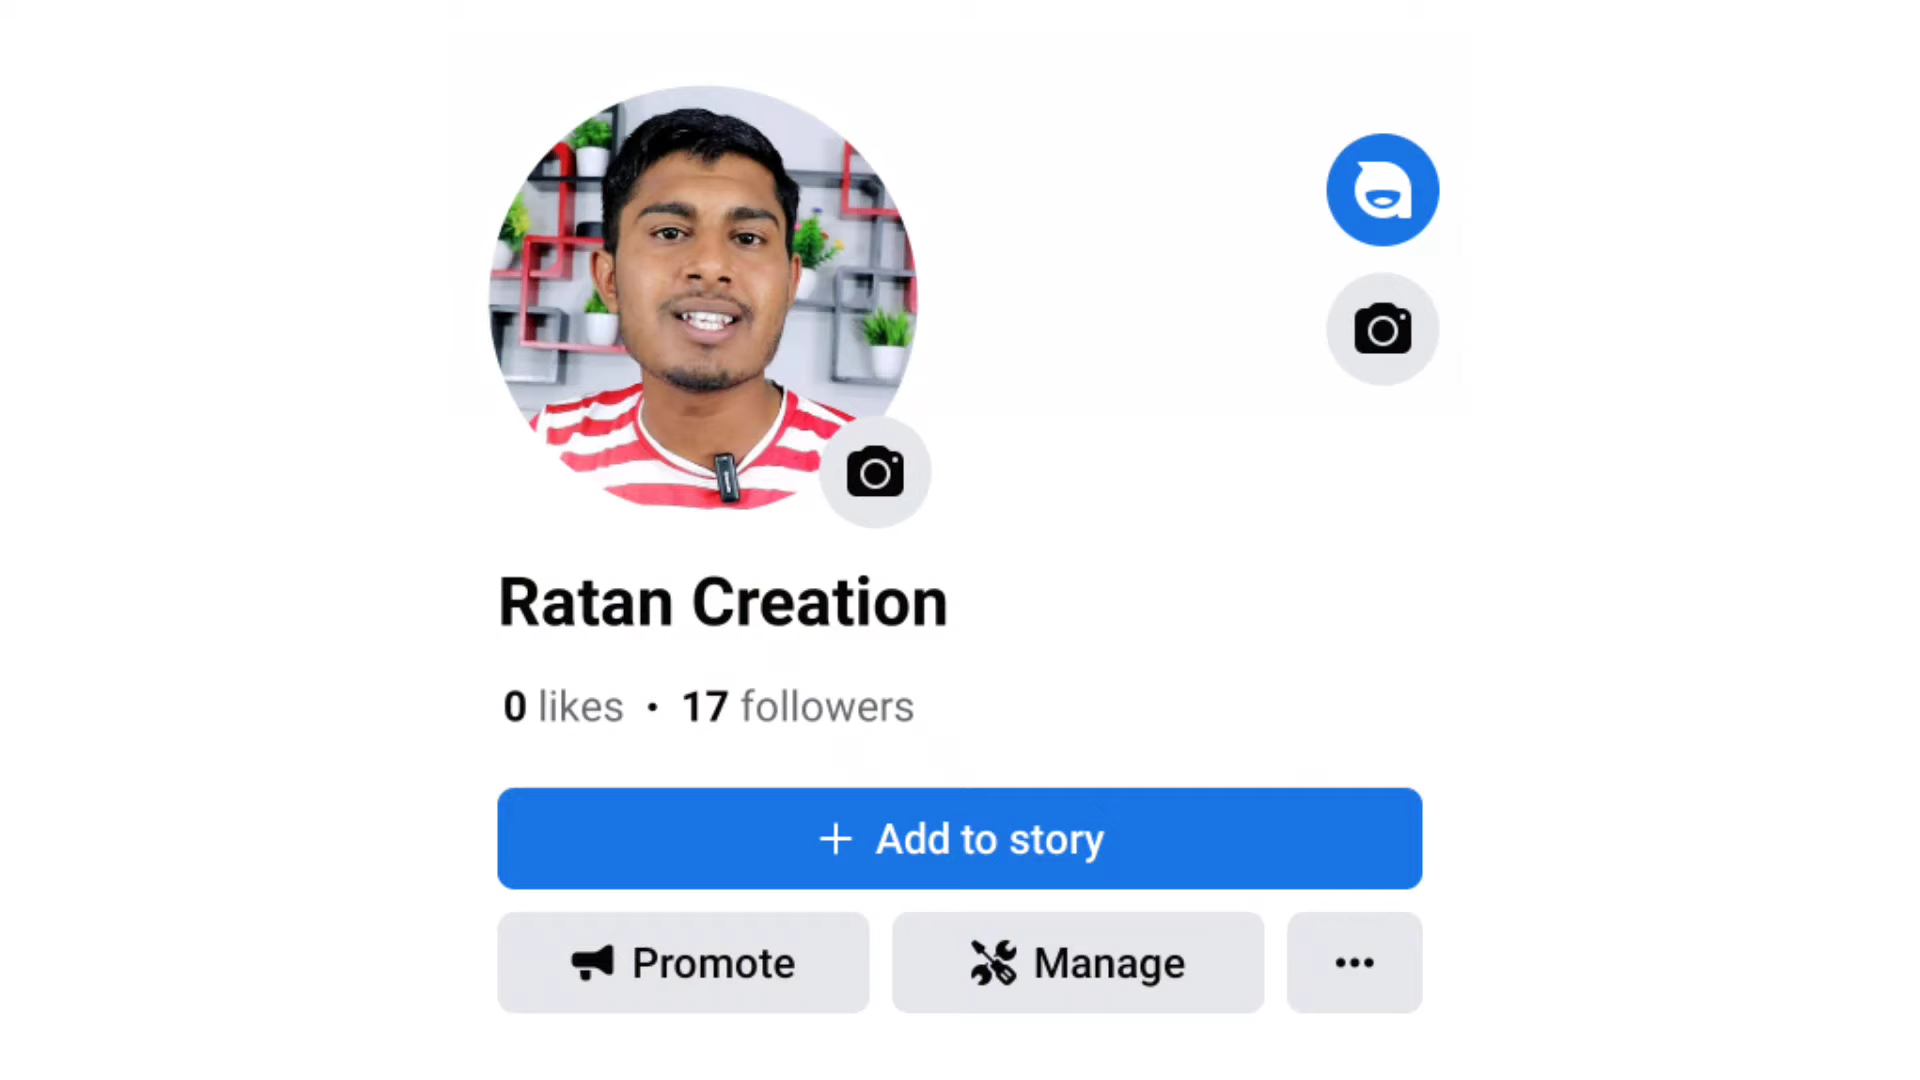 Ratan Creation
0 likes • 17 followers
+ Add to story
Promote
Manage